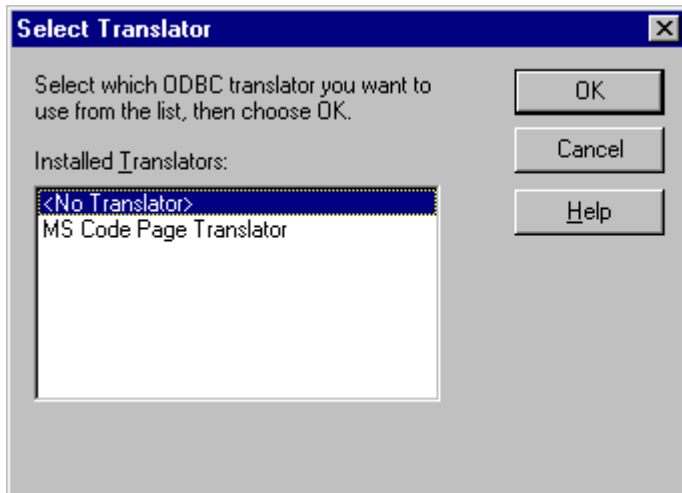 Select Translator
Select which ODBC translator you want to
use from the list, then choose OK.
Installed Translators:
<No Translator>
MS Code Page Translator
OK
Cancel
Help